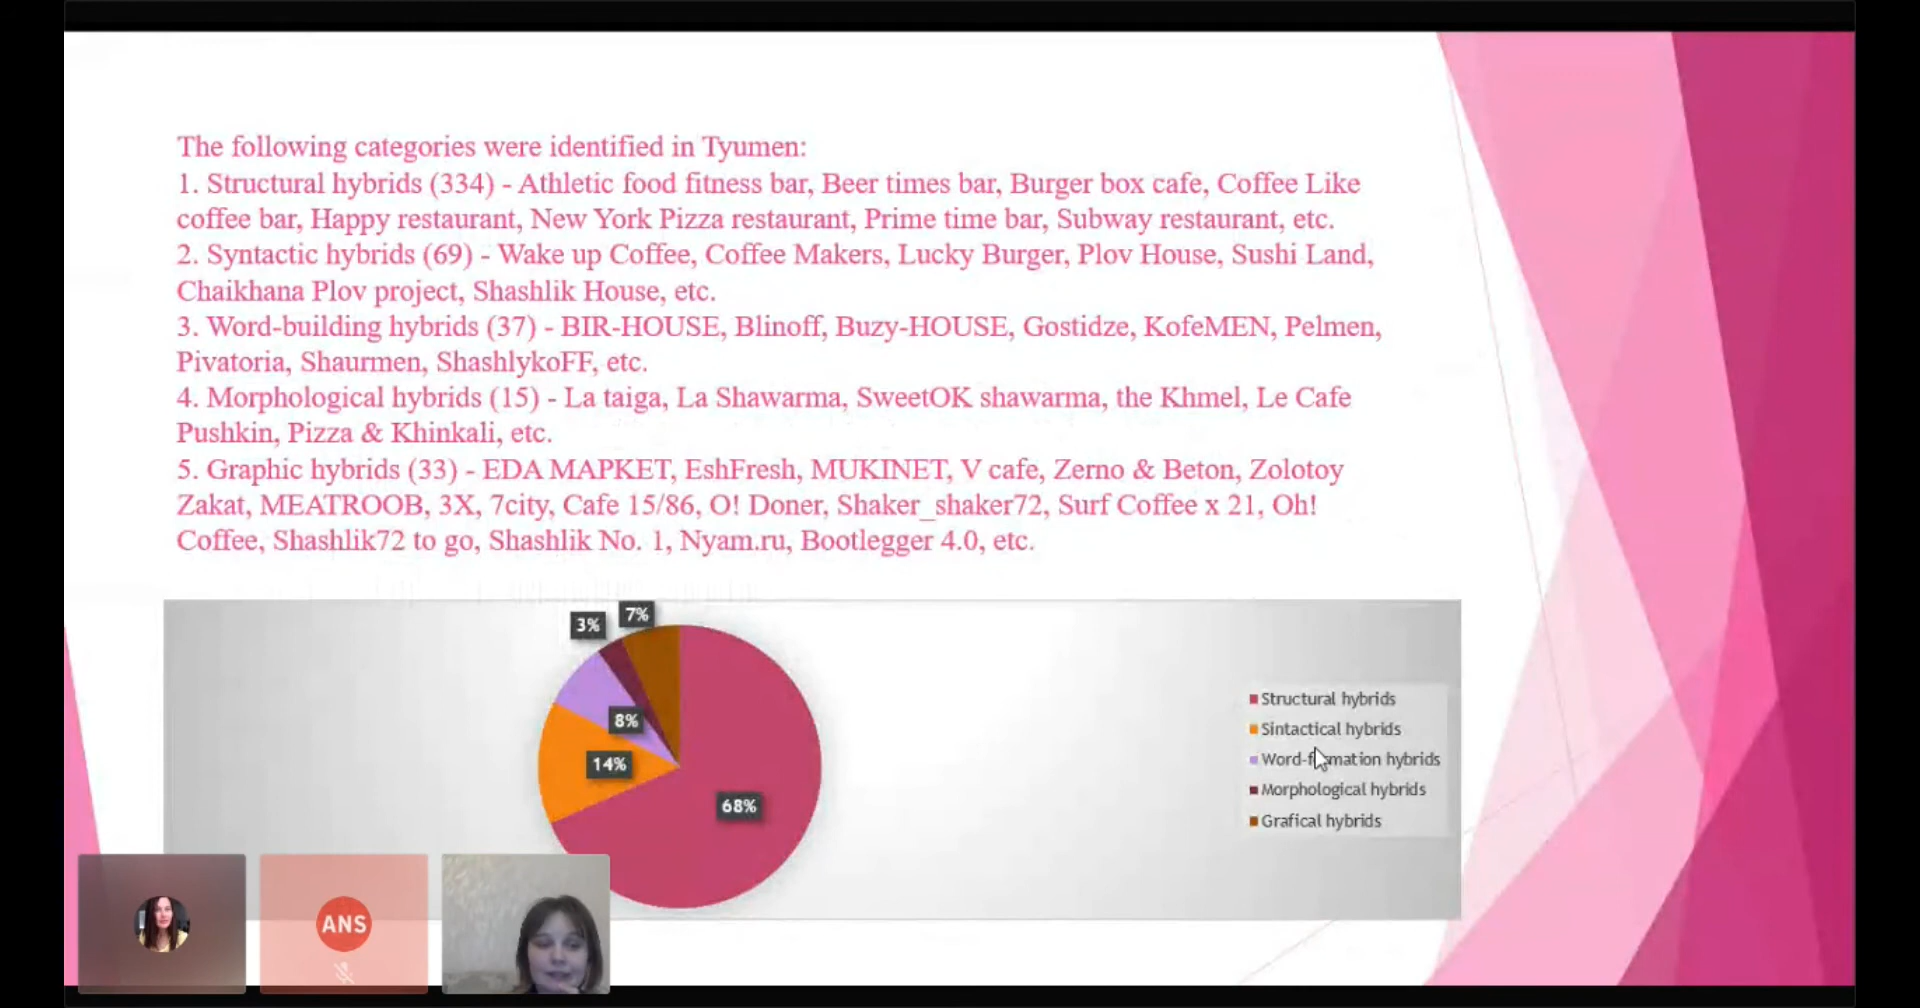 The following categories were identified in Tyumen:
1. Structural hybrids (334) - Athletic food fitness bar, Beer times bar, Burger box cafe, Coffee Like
coffee bar, Happy restaurant, New York Pizza restaurant, Prime time bar, Subway restaurant, etc.
2. Syntactic hybrids (69) - Wake up Coffee, Coffee Makers, Lucky Burger, Plov House, Sushi Land,
Chaikhana Plov project, Shashlik House, etc.
3. Word-building hybrids (37) - BIR-HOUSE, Blinoff, Buzy-HOUSE, Gostidze, KofeMEN, Pelmen,
Pivatoria, Shaurmen, ShashlykoFF, etc.
4. Morphological hybrids (15) - La taiga, La Shawarma, SweetOK shawarma, the Khmel, Le Cafe
Pushkin, Pizza & Khinkali, etc.
5. Graphic hybrids (33) - EDA MAPKET, EshFresh, MUKINET, V cafe, Zerno & Beton, Zolotoy
Zakat, MEATROOB, 3X, 7city, Cafe 15/86, O! Doner, Shaker_shaker72, Surf Coffee x 21, Oh!
Coffee, Shashlik72 to go, Shashlik No. 1, Nyam.ru, Bootlegger 4.0, etc.
7%
3%
8%
14%
68%
Structural hybrids
Sintactical hybrids
Word-formation hybrids
Morphological hybrids
Grafical hybrids
ANS